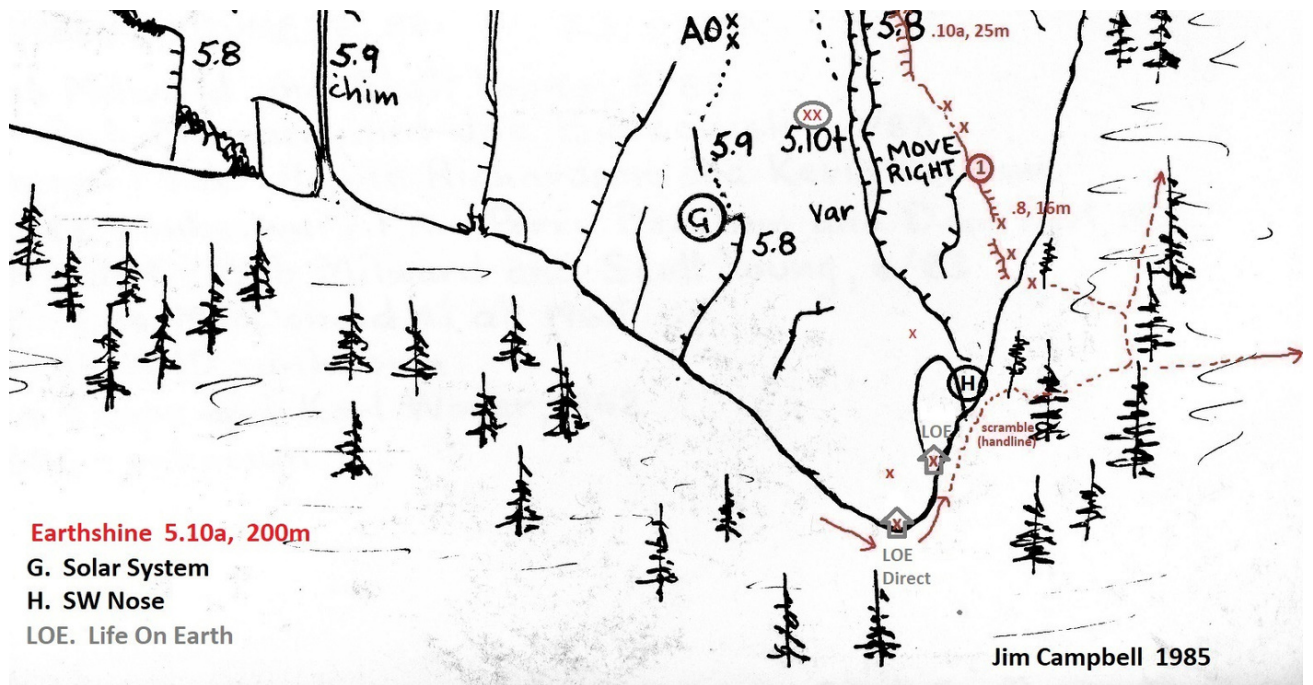 5.8
5.9
chim
A0
x
x
5.8
.10a, 25m
5.9
xx
5.10+
MOVE
RIGHT
x
x
1
G
5.8
Var
.8, 16m
x
x
x
x
H
scramble
(handline)
LOE
x
x
x
LOE
Direct
Earthshine 5.10a, 200m
G. Solar System
H. SW Nose
LOE. Life On Earth
Jim Campbell 1985